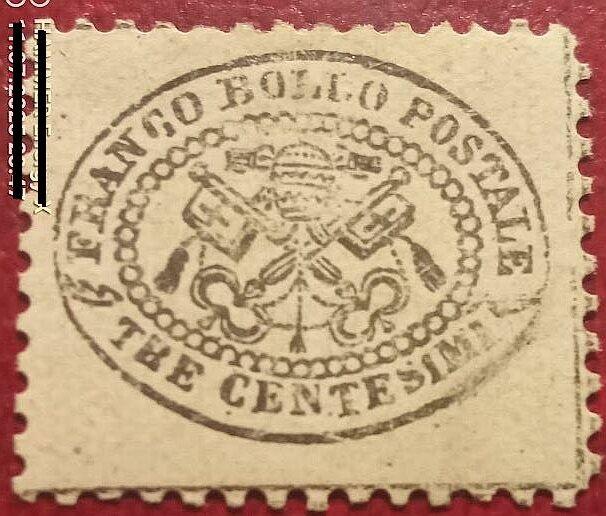 FRANCO BOLLO POSTALE
TRE CENTESIMI